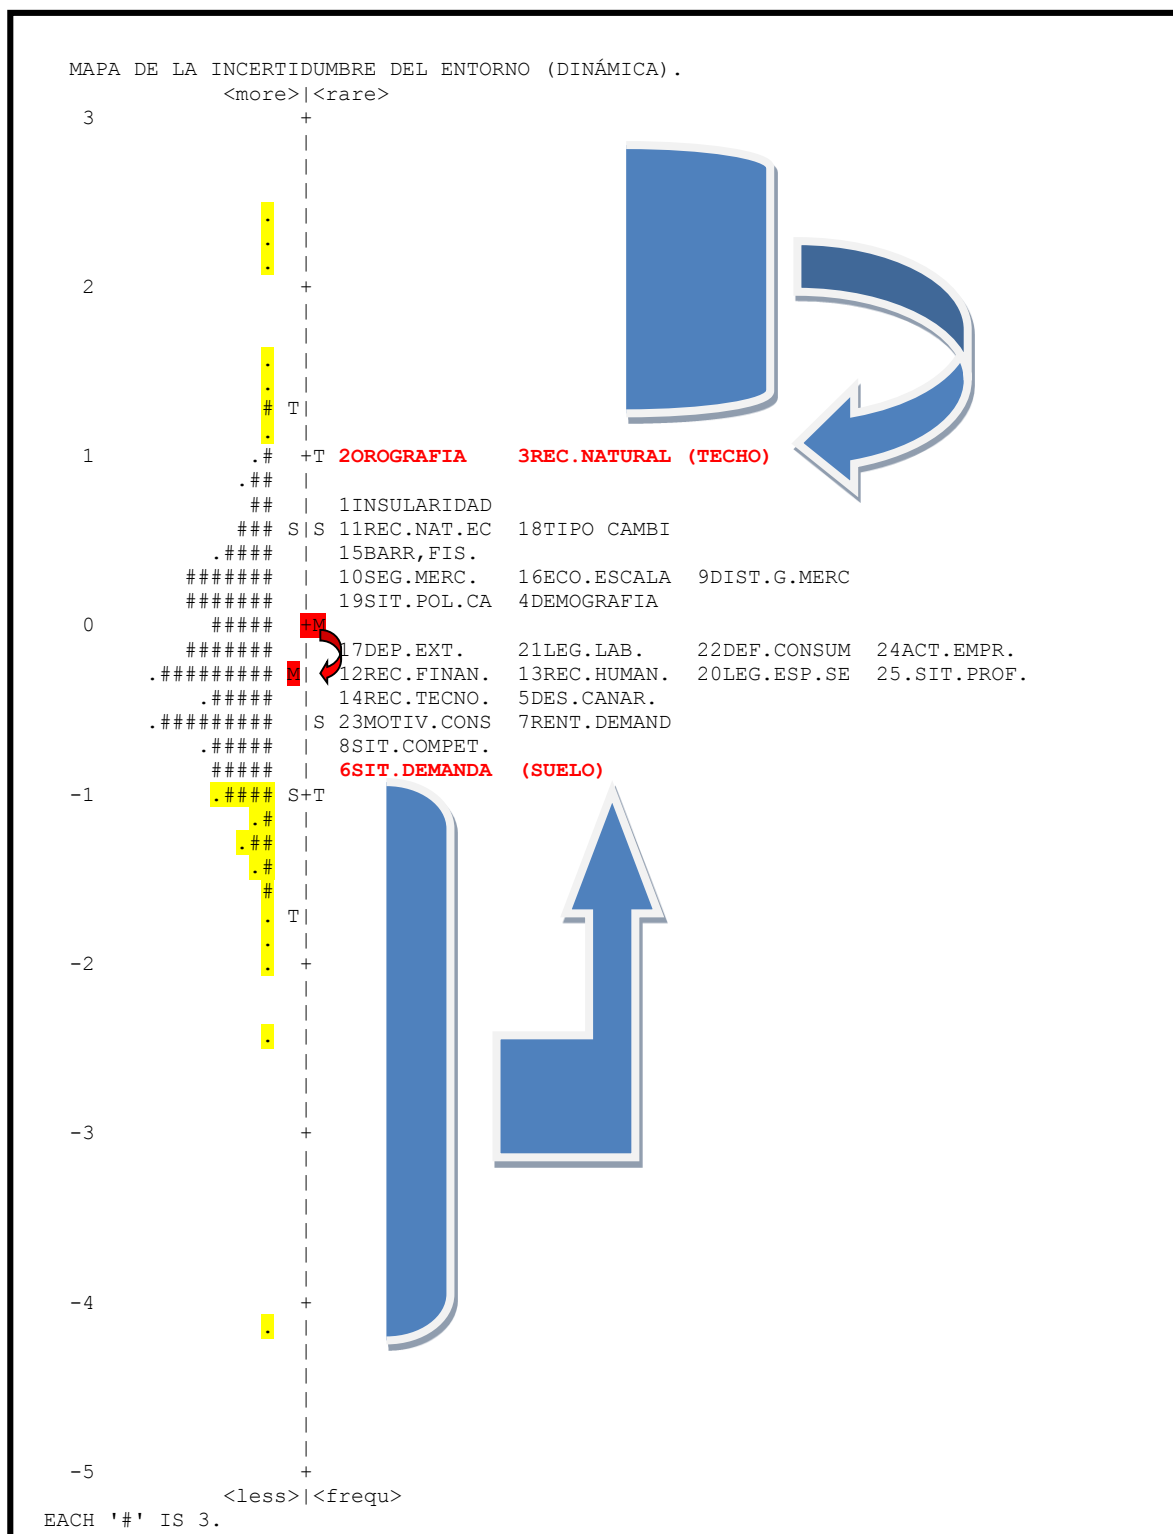 MAPA DE LA INCERTIDUMBRE DEL ENTORNO (DINÁMICA).
<more>|<rare>
3 +
|
|
|
. |
. |
. |
2 +
|
|
. |
. |
# T|
. |
1 .# +T 2OROGRAFIA 3REC.NATURAL (TECHO)
.## |
## | 1INSULARIDAD
### S|S 11REC.NAT.EC 18TIPO CAMBI
.#### | 15BARR,FIS.
####### | 10SEG.MERC. 16ECO.ESCALA 9DIST.G.MERC
####### | 19SIT.POL.CA 4DEMOGRAFIA
0 ##### +M
####### | 17DEP.EXT. 21LEG.LAB. 22DEF.CONSUM 24ACT.EMPR.
.######### M| 12REC.FINAN. 13REC.HUMAN. 20LEG.ESP.SE 25.SIT.PROF.
.##### | 14REC.TECNO. 5DES.CANAR.
.######### |S 23MOTIV.CONS 7RENT.DEMAND
.##### | 8SIT.COMPET.
##### | 6SIT.DEMANDA (SUELO)
-1 .#### S+T
.# |
.## |
.# |
# |
. T|
. |
-2 . +
|
|
. |
|
|
|
-3 +
|
|
|
|
|
|
-4 +
. |
|
|
|
|
|
-5 +
<less>|<frequ>
EACH '#' IS 3.